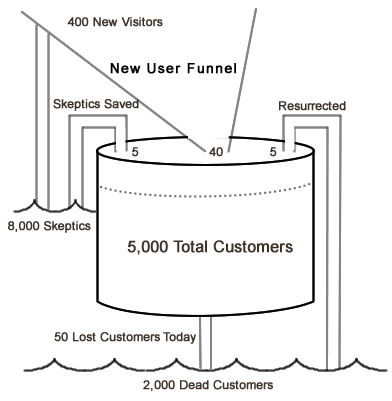 400 New Visitors
New User Funnel
Skeptics Saved
Resurrected
5
40
5
8,000 Skeptics
5,000 Total Customers
50 Lost Customers Today
2,000 Dead Customers